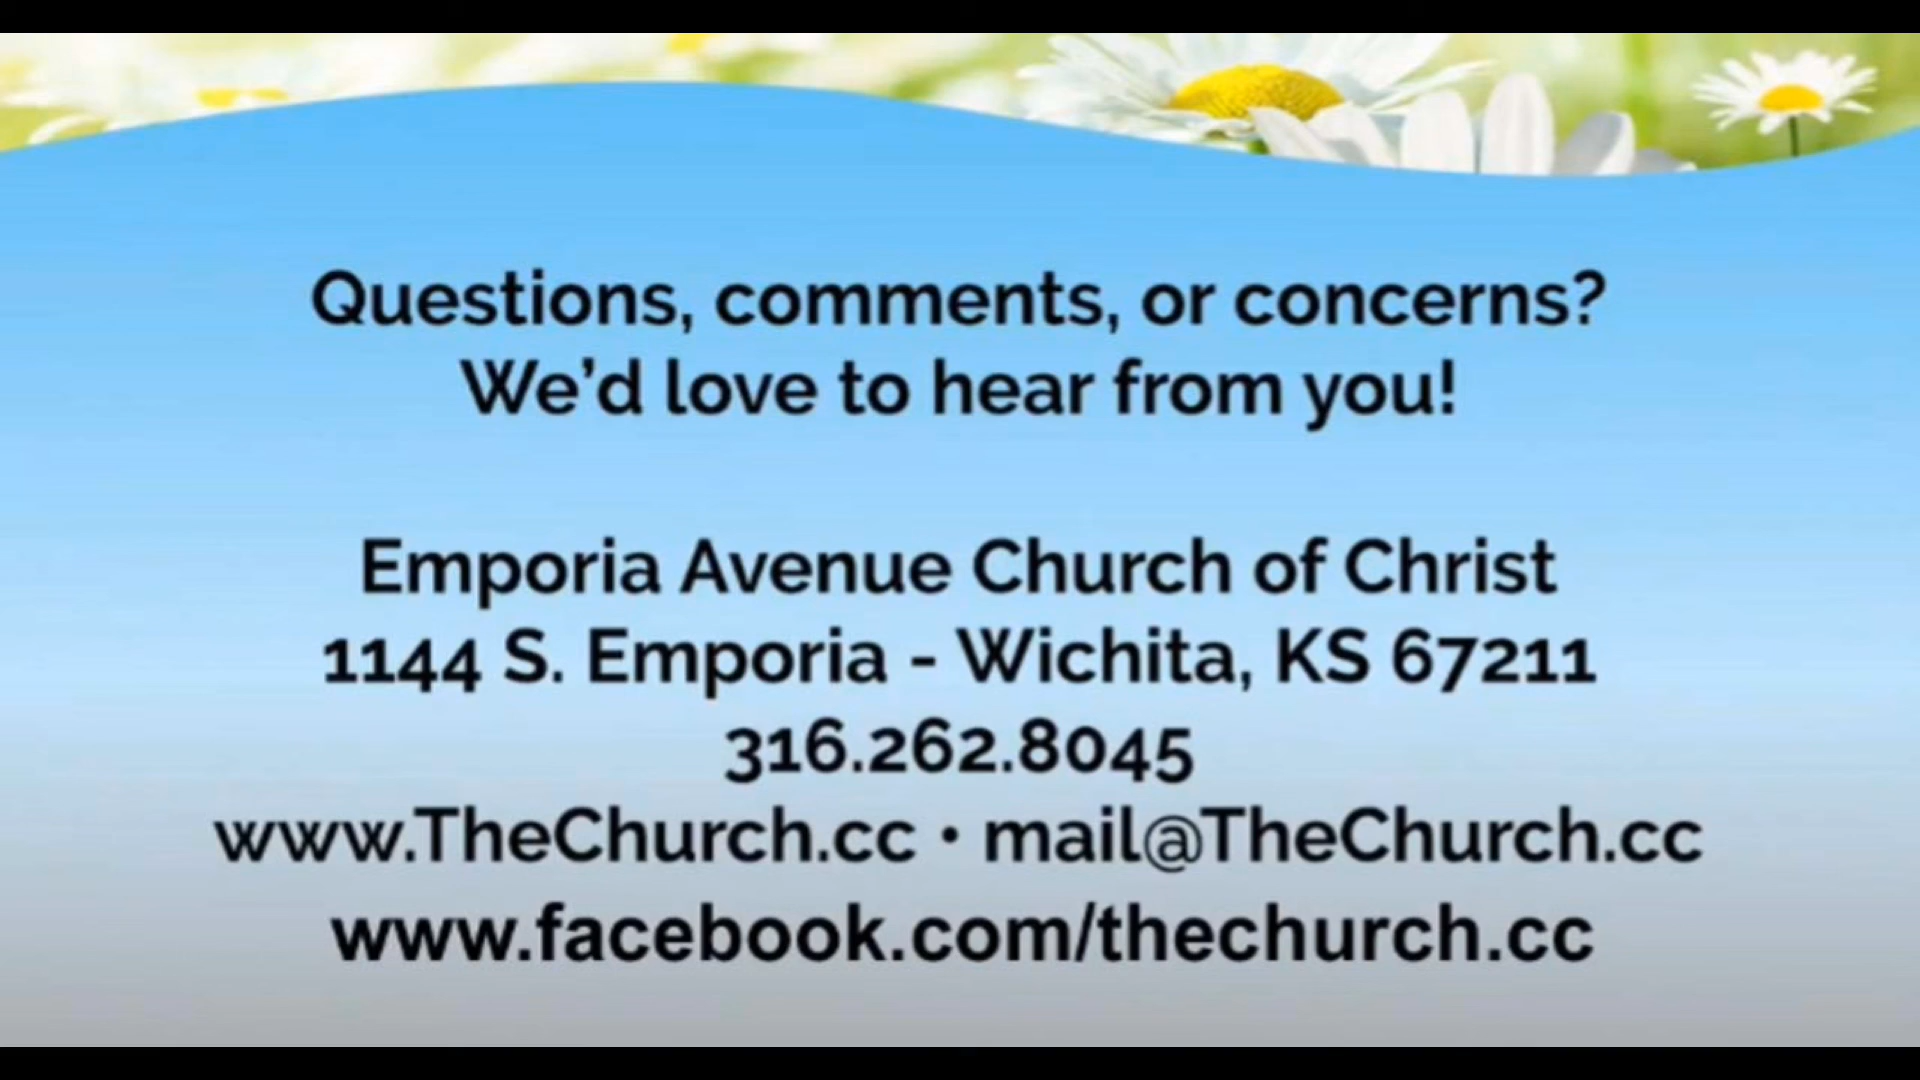 Questions, comments, or concerns?
We’d love to hear from you!
Emporia Avenue Church of Christ
1144 S. Emporia - Wichita, KS 67211
316.262.8045
www.TheChurch.cc • mail@TheChurch.cc
www.facebook.com/thechurch.cc